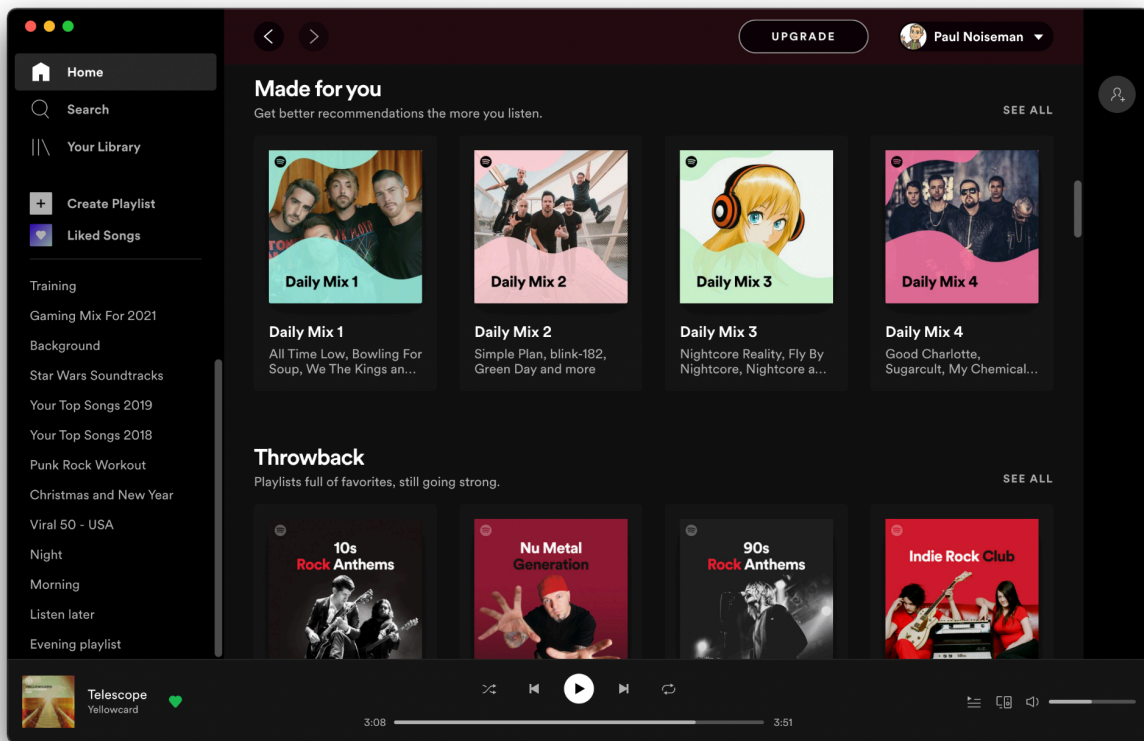 UPGRADE
Paul Noiseman
Home
Search
Your Library
Create Playlist
Liked Songs
Training
Gaming Mix For 2021
Background
Star Wars Soundtracks
Your Top Songs 2019
Your Top Songs 2018
Punk Rock Workout
Christmas and New Year
Viral 50 - USA
Night
Morning
Listen later
Evening playlist
Made for you
Get better recommendations the more you listen.
SEE ALL
Daily Mix 1
Daily Mix 1
All Time Low, Bowling For
Soup, We The Kings an...
Daily Mix 2
Daily Mix 2
Simple Plan, blink-182,
Green Day and more
Daily Mix 3
Daily Mix 3
Nightcore Reality, Fly By
Nightcore, Nightcore a...
Daily Mix 4
Daily Mix 4
Good Charlotte,
Sugarcult, My Chemical...
Throwback
Playlists full of favorites, still going strong.
SEE ALL
10s
Rock Anthems
Nu Metal
Generation
90s
Rock Anthems
Indie Rock Club
Telescope
Yellowcard
3:08
3:51